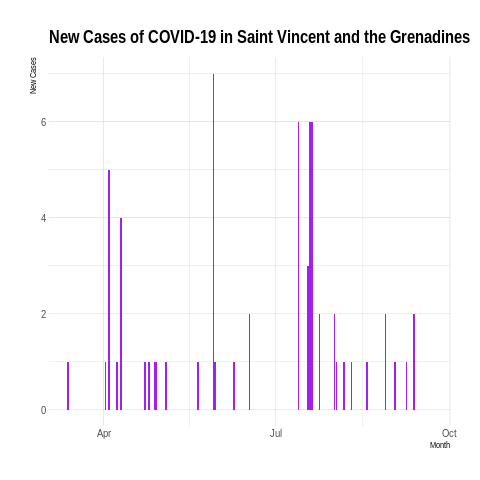 New Cases of COVID-19 in Saint Vincent and the Grenadines
New Cases
6
4
2
0
Apr Jul Oct
Month